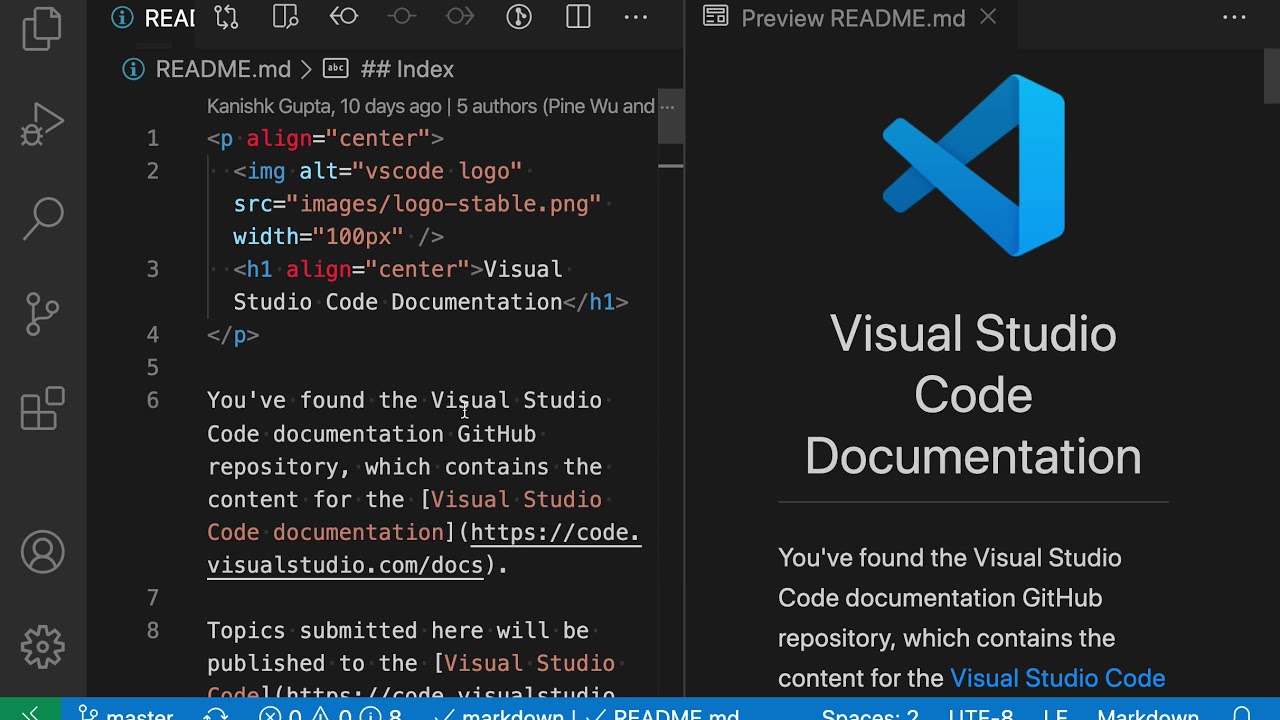 READ
Preview README.md
README.md > ## Index
Kanishk Gupta, 10 days ago | 5 authors (Pine Wu and
1 <p align="center">
2 <img alt="vscode logo"
src="images/logo-stable.png"
width="100px" />
3 <h1 align="center">Visual
Studio Code Documentation</h1>
4 </p>
5
6 You've found the Visual Studio
Code documentation GitHub
repository, which contains the
content for the [Visual Studio
Code documentation](https://code.
visualstudio.com/docs).
7
8 Topics submitted here will be
published to the [Visual Studio
Code](https://code.visualstudio
Visual Studio
Code
Documentation
You've found the Visual Studio
Code documentation GitHub
repository, which contains the
content for the Visual Studio Code
master 0 0 8 markdown | README.md Spaces: 2 UTF-8 LF Markdown